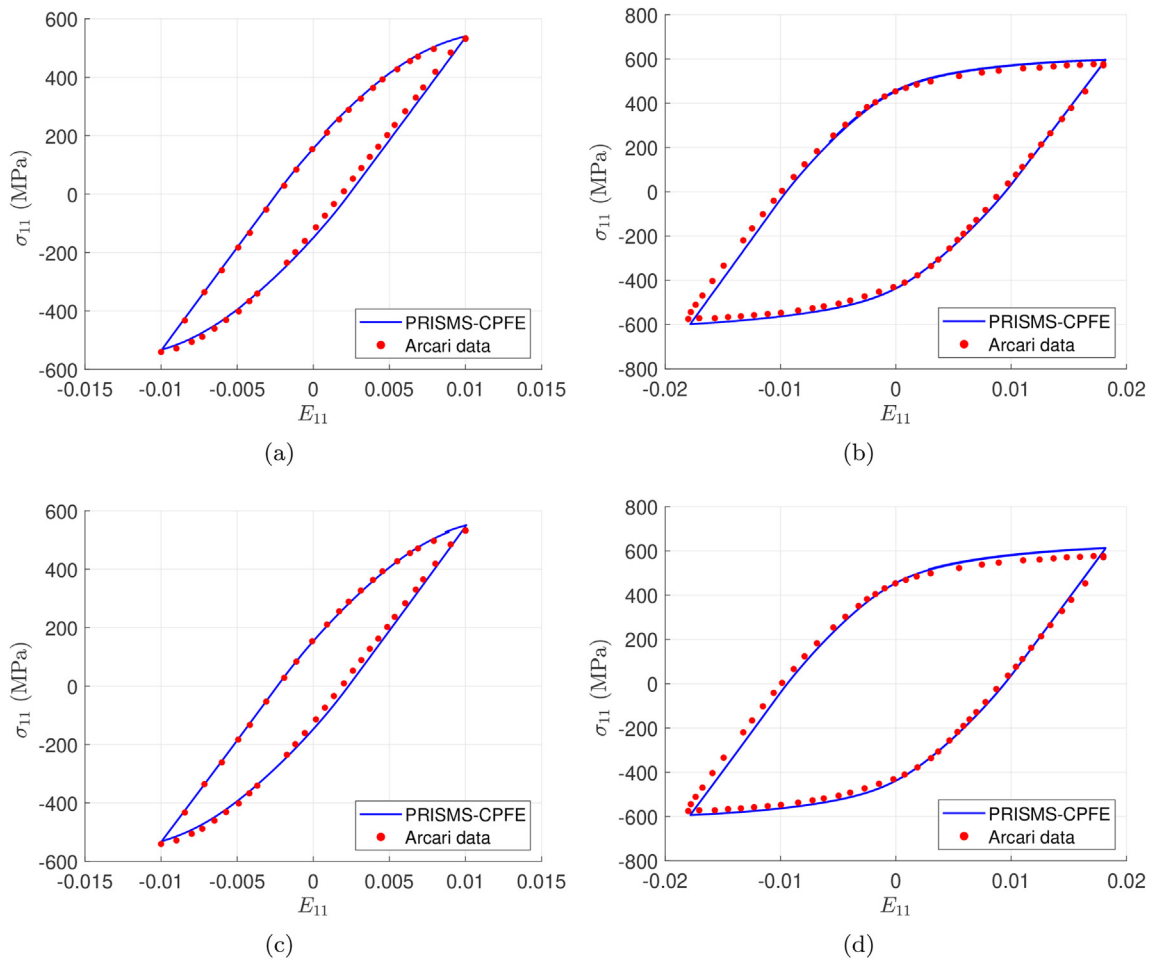 600
400
200
0
-200
-400
-600
-0.015
-0.01
-0.005
0
0.005
0.01
0.015
σ11 (MPa)
E11
PRISMS-CPFE
Arcari data
(a)
800
600
400
200
0
-200
-400
-600
-800
-0.02
-0.01
0
0.01
0.02
σ11 (MPa)
E11
PRISMS-CPFE
Arcari data
(b)
600
400
200
0
-200
-400
-600
-0.015
-0.01
-0.005
0
0.005
0.01
0.015
σ11 (MPa)
E11
PRISMS-CPFE
Arcari data
(c)
800
600
400
200
0
-200
-400
-600
-800
-0.02
-0.01
0
0.01
0.02
σ11 (MPa)
E11
PRISMS-CPFE
Arcari data
(d)